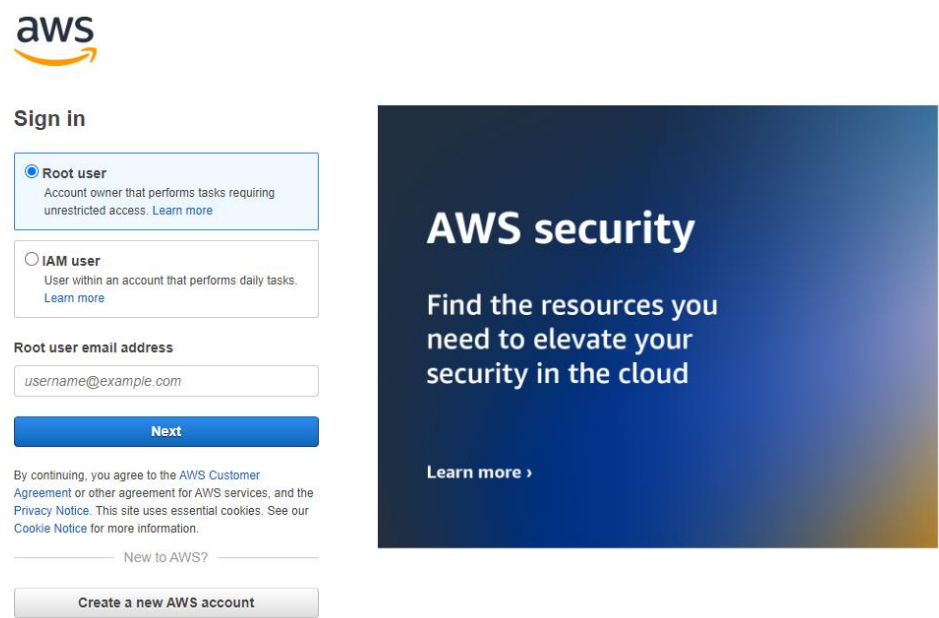 aws
Sign in
Root user
Account owner that performs tasks requiring
unrestricted access. Learn more
IAM user
User within an account that performs daily tasks.
Learn more
Root user email address
username@example.com
Next
By continuing, you agree to the AWS Customer
Agreement or other agreement for AWS services, and the
Privacy Notice. This site uses essential cookies. See our
Cookie Notice for more information.
New to AWS?
Create a new AWS account
AWS security
Find the resources you
need to elevate your
security in the cloud
Learn more ›